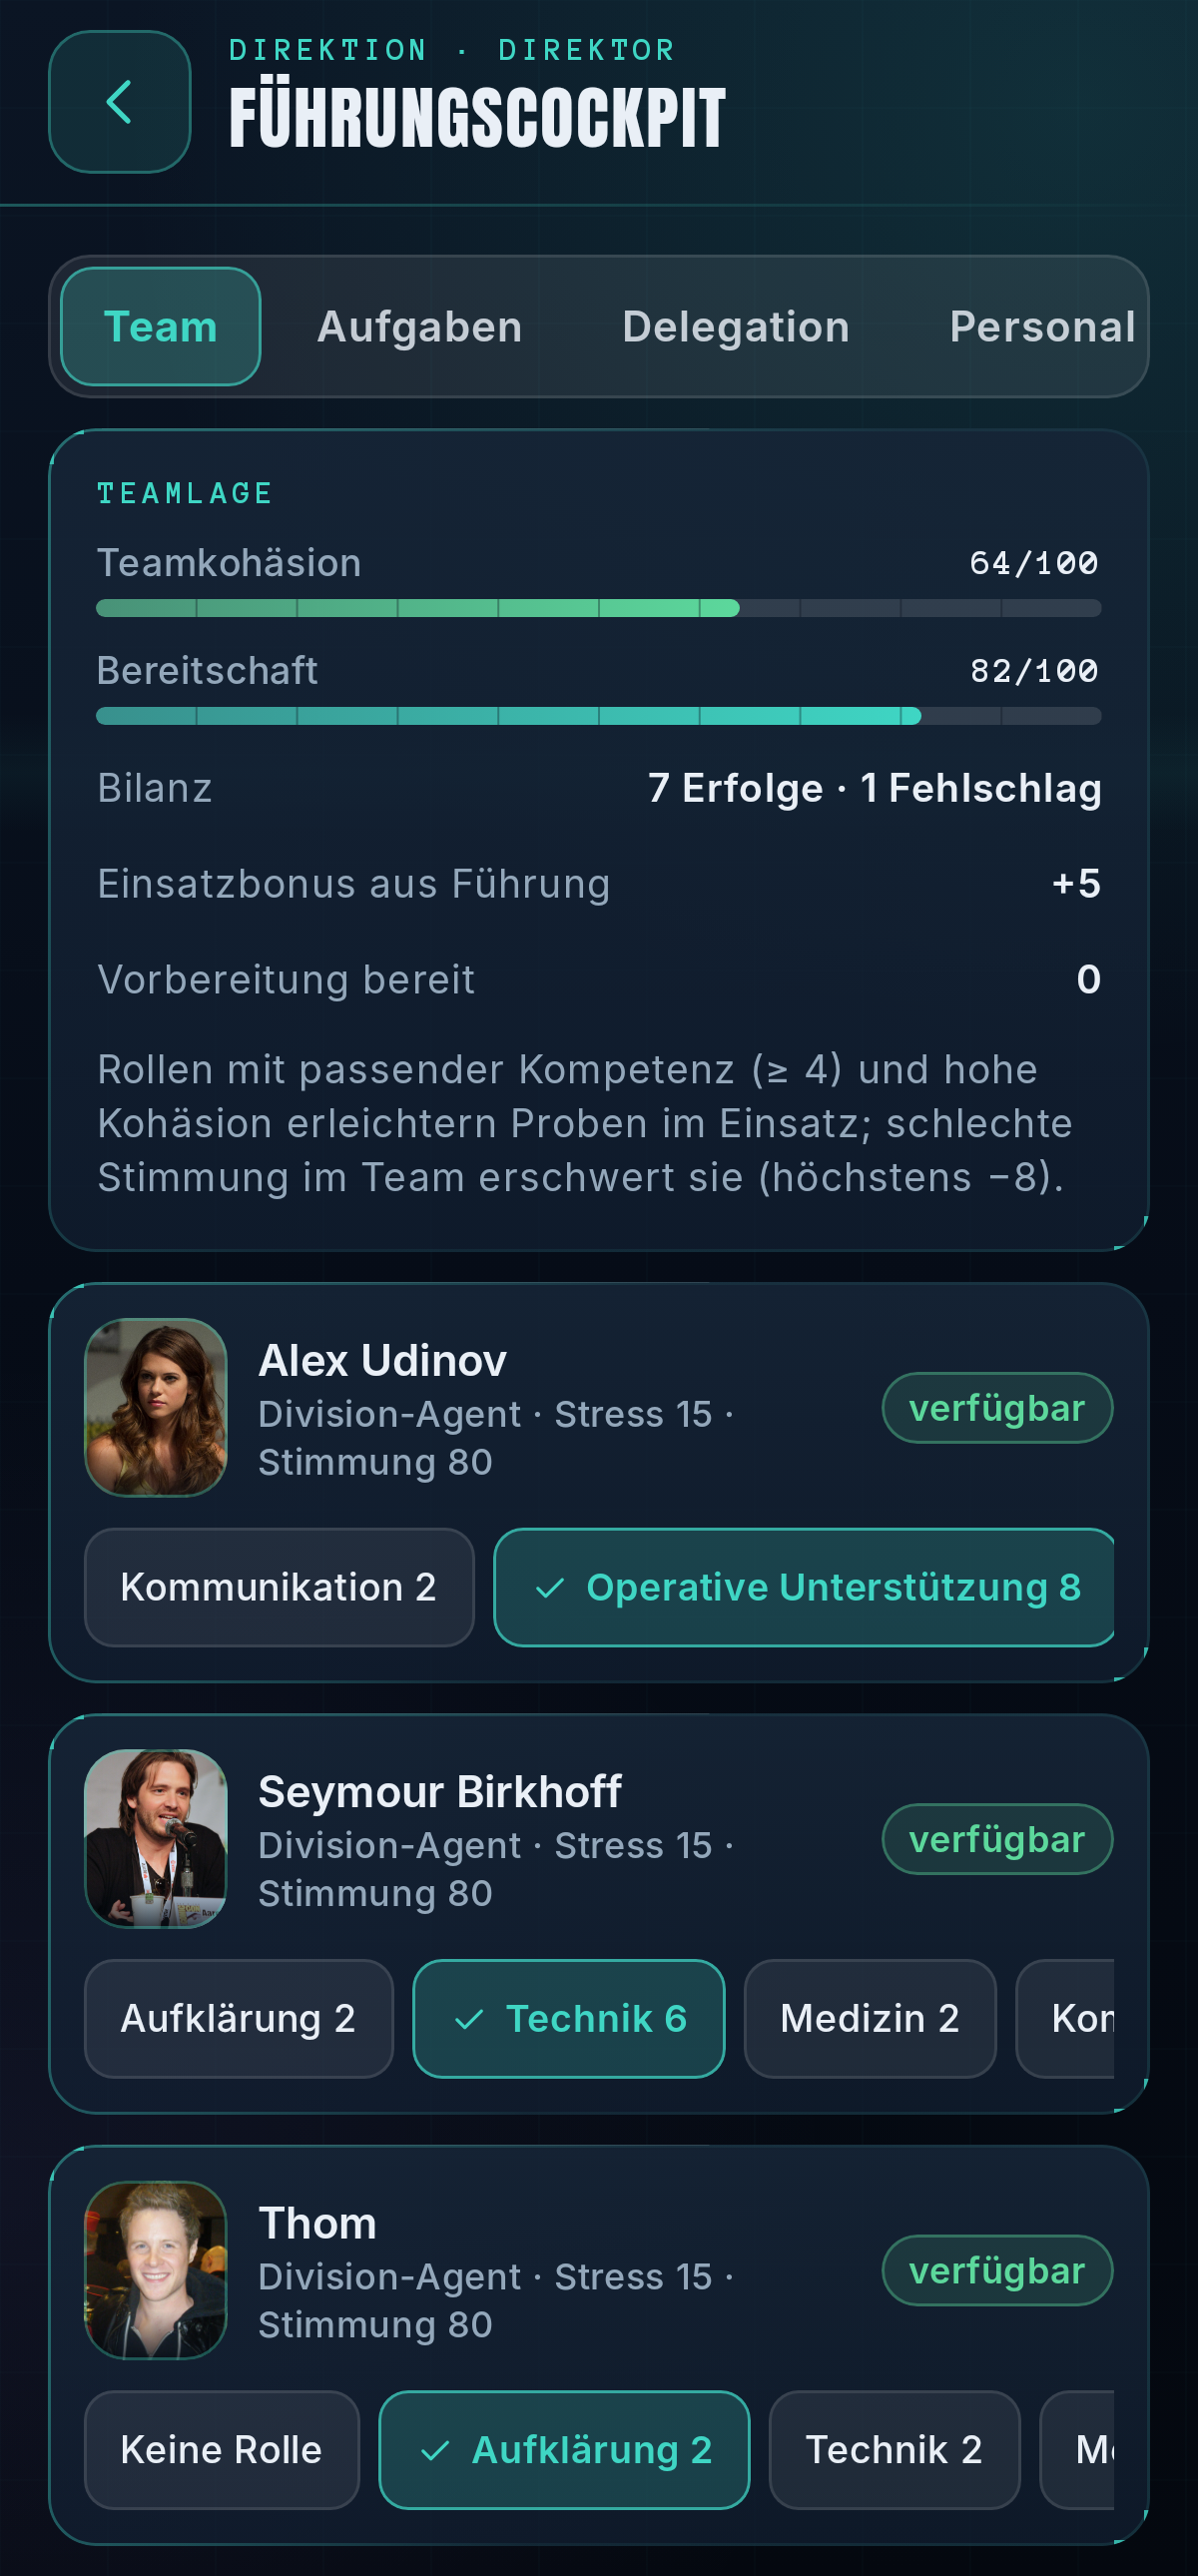 DIREKTION · DIREKTOR
FÜHRUNGSCOCKPIT
Team Aufgaben Delegation Personal
TEAMLAGE
Teamkohäsion 64/100
Bereitschaft 82/100
Bilanz 7 Erfolge · 1 Fehlschlag
Einsatzbonus aus Führung +5
Vorbereitung bereit 0
Rollen mit passender Kompetenz (≥ 4) und hohe
Kohäsion erleichtern Proben im Einsatz; schlechte
Stimmung im Team erschwert sie (höchstens −8).
Alex Udinov
Division-Agent · Stress 15 ·
Stimmung 80
verfügbar
Kommunikation 2 ✓ Operative Unterstützung 8
Seymour Birkhoff
Division-Agent · Stress 15 ·
Stimmung 80
verfügbar
Aufklärung 2 ✓ Technik 6 Medizin 2
Thom
Division-Agent · Stress 15 ·
Stimmung 80
verfügbar
Keine Rolle ✓ Aufklärung 2 Technik 2